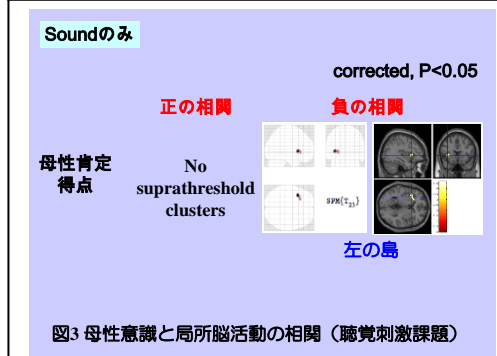 Soundのみ
corrected, P<0.05
正の相関
負の相関
母性肯定
得点
No
suprathreshold
clusters
SPM{T23}
左の島
図3 母性意識と局所脳活動の相関（聴覚刺激課題）